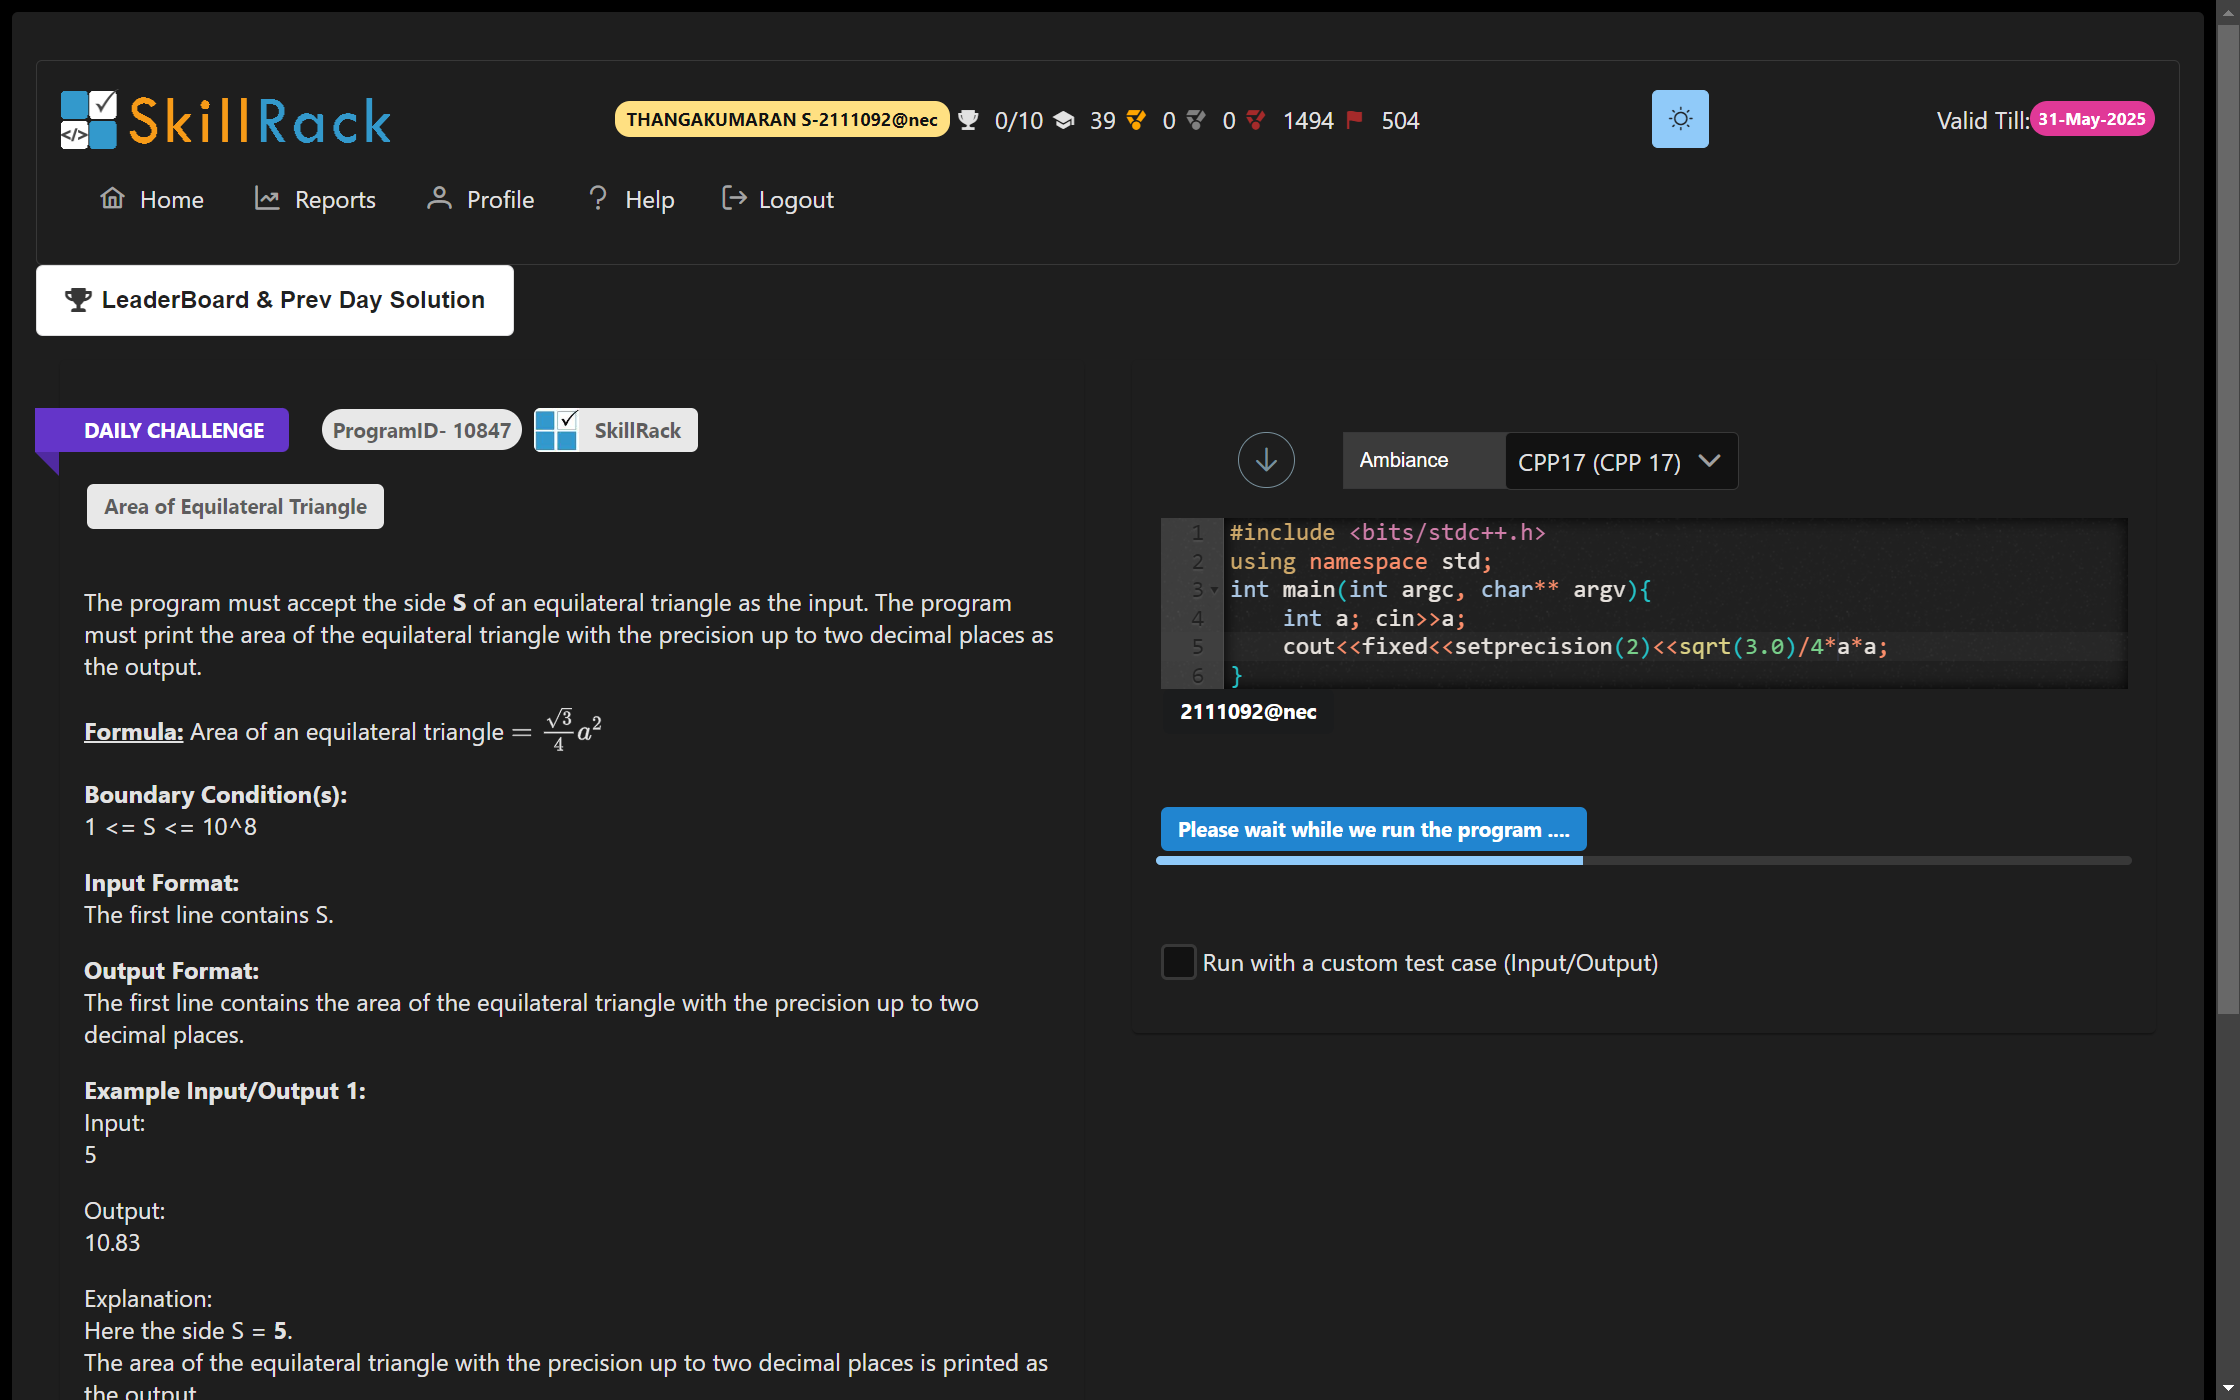 SkillRack
THANGAKUMARAN S-2111092@nec 0/10 39 0 0 1494 504
Valid Till: 31-May-2025
Home Reports Profile Help Logout
LeaderBoard & Prev Day Solution
DAILY CHALLENGE ProgramID- 10847 SkillRack
Area of Equilateral Triangle
The program must accept the side S of an equilateral triangle as the input. The program
must print the area of the equilateral triangle with the precision up to two decimal places as
the output.
Formula: Area of an equilateral triangle = √3/4 a²
Boundary Condition(s):
1 <= S <= 10^8
Input Format:
The first line contains S.
Output Format:
The first line contains the area of the equilateral triangle with the precision up to two
decimal places.
Example Input/Output 1:
Input:
5
Output:
10.83
Explanation:
Here the side S = 5.
The area of the equilateral triangle with the precision up to two decimal places is printed as
the output
Ambiance CPP17 (CPP 17)
1 #include <bits/stdc++.h>
2 using namespace std;
3 int main(int argc, char** argv){
4     int a; cin>>a;
5     cout<<fixed<<setprecision(2)<<sqrt(3.0)/4*a*a;
6 }
2111092@nec
Please wait while we run the program ....
Run with a custom test case (Input/Output)